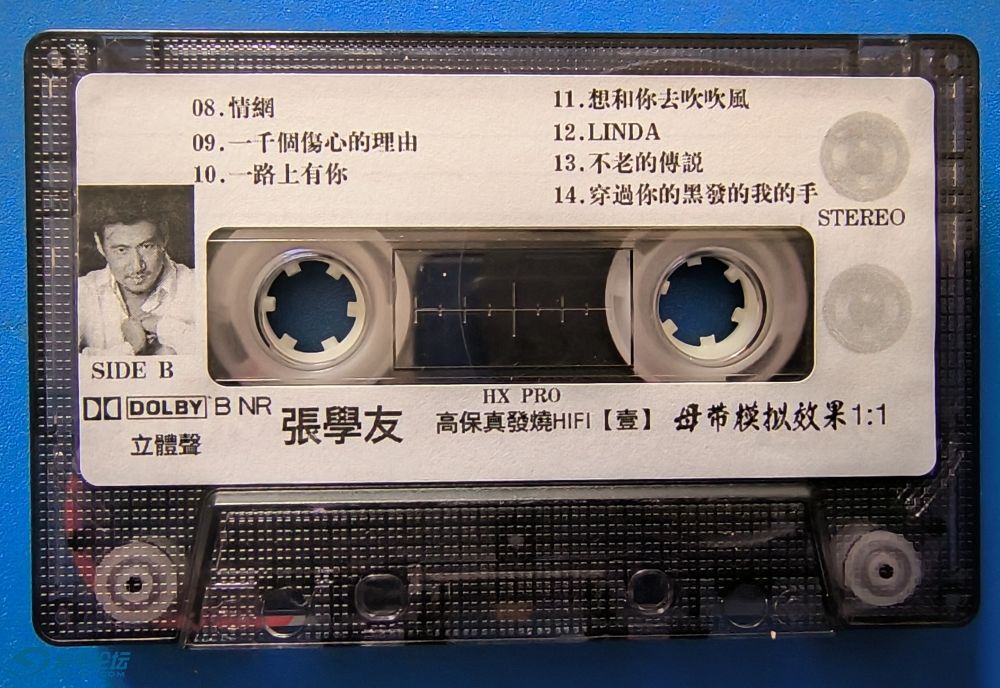 08.情網
09.一千個傷心的理由
10.一路上有你
11.想和你去吹吹風
12.LINDA
13.不老的傳説
14.穿過你的黑發的我的手
STEREO
SIDE B
DOLBY B NR
立體聲
張學友
HX PRO
高保真發燒HIFI【壹】
母带模拟效果1:1